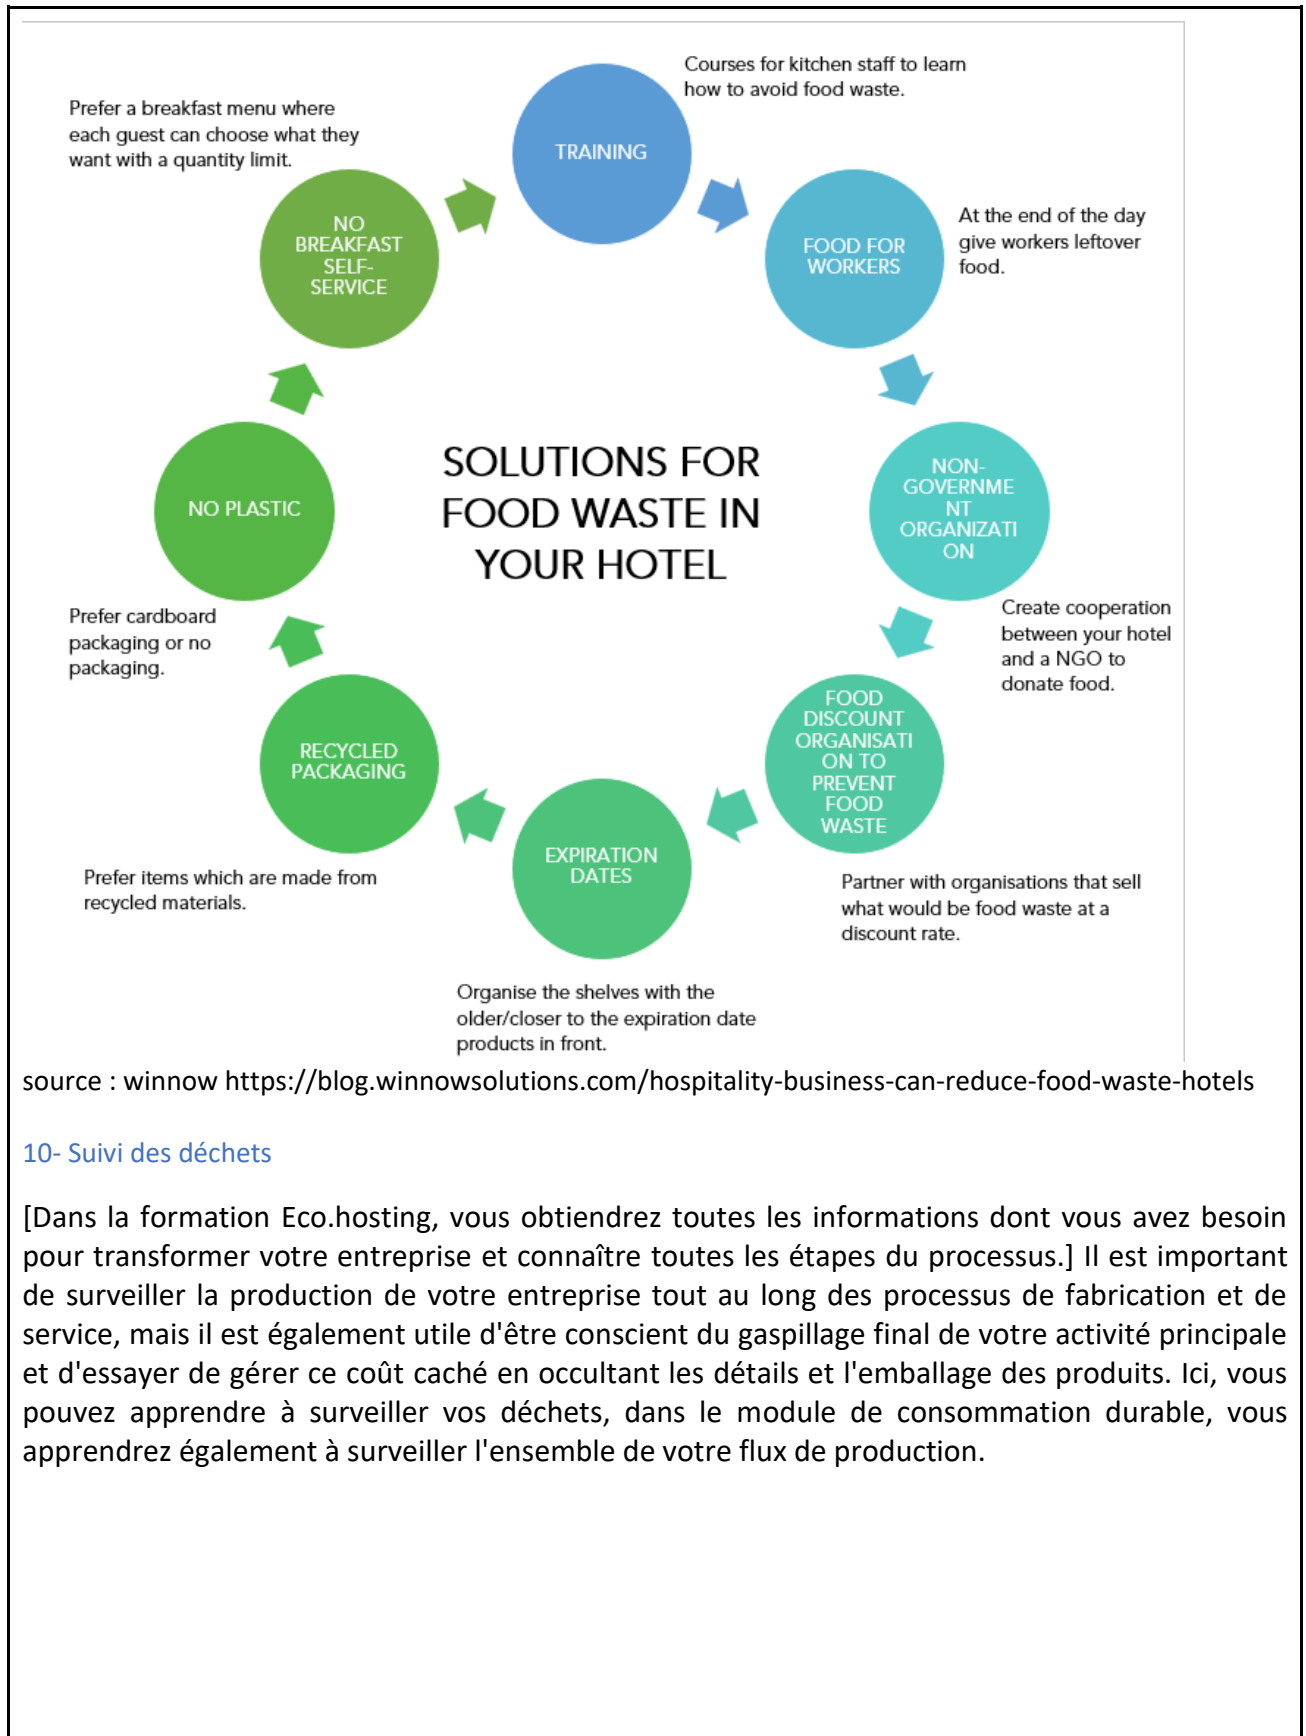 Courses for kitchen staff to learn
how to avoid food waste.
TRAINING
Prefer a breakfast menu where
each guest can choose what they
want with a quantity limit.
NO
BREAKFAST
SELF-
SERVICE
FOOD FOR
WORKERS
At the end of the day
give workers leftover
food.
SOLUTIONS FOR
FOOD WASTE IN
YOUR HOTEL
NO PLASTIC
NON-
GOVERNME
NT
ORGANIZATI
ON
Prefer cardboard
packaging or no
packaging.
Create cooperation
between your hotel
and a NGO to
donate food.
RECYCLED
PACKAGING
FOOD
DISCOUNT
ORGANISATI
ON TO
PREVENT
FOOD
WASTE
EXPIRATION
DATES
Prefer items which are made from
recycled materials.
Partner with organisations that sell
what would be food waste at a
discount rate.
Organise the shelves with the
older/closer to the expiration date
products in front.
source : winnow https://blog.winnowsolutions.com/hospitality-business-can-reduce-food-waste-hotels
10- Suivi des déchets
[Dans la formation Eco.hosting, vous obtiendrez toutes les informations dont vous avez besoin
pour transformer votre entreprise et connaître toutes les étapes du processus.] Il est important
de surveiller la production de votre entreprise tout au long des processus de fabrication et de
service, mais il est également utile d'être conscient du gaspillage final de votre activité principale
et d'essayer de gérer ce coût caché en occultant les détails et l'emballage des produits. Ici, vous
pouvez apprendre à surveiller vos déchets, dans le module de consommation durable, vous
apprendrez également à surveiller l'ensemble de votre flux de production.